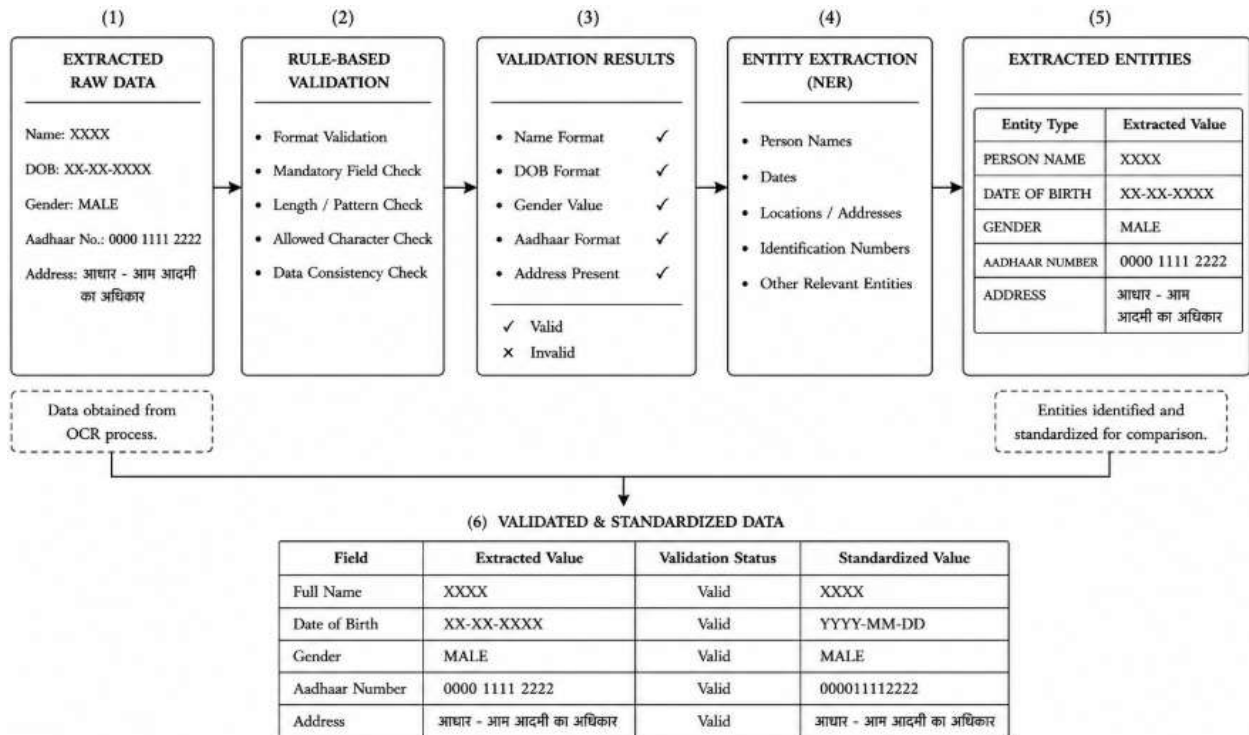 (1)
EXTRACTED
RAW DATA
Name: XXXX
DOB: XX-XX-XXXX
Gender: MALE
Aadhaar No.: 0000 1111 2222
Address: आधार - आम आदमी
का अधिकार
Data obtained from
OCR process.
(2)
RULE-BASED
VALIDATION
• Format Validation
• Mandatory Field Check
• Length / Pattern Check
• Allowed Character Check
• Data Consistency Check
(3)
VALIDATION RESULTS
• Name Format ✓
• DOB Format ✓
• Gender Value ✓
• Aadhaar Format ✓
• Address Present ✓
✓ Valid
✕ Invalid
(4)
ENTITY EXTRACTION
(NER)
• Person Names
• Dates
• Locations / Addresses
• Identification Numbers
• Other Relevant Entities
(5)
EXTRACTED ENTITIES
Entity Type Extracted Value
PERSON NAME XXXX
DATE OF BIRTH XX-XX-XXXX
GENDER MALE
AADHAAR NUMBER 0000 1111 2222
ADDRESS आधार - आम
आदमी का अधिकार
Entities identified and
standardized for comparison.
(6) VALIDATED & STANDARDIZED DATA
Field Extracted Value Validation Status Standardized Value
Full Name XXXX Valid XXXX
Date of Birth XX-XX-XXXX Valid YYYY-MM-DD
Gender MALE Valid MALE
Aadhaar Number 0000 1111 2222 Valid 000011112222
Address आधार - आम आदमी का अधिकार Valid आधार - आम आदमी का अधिकार